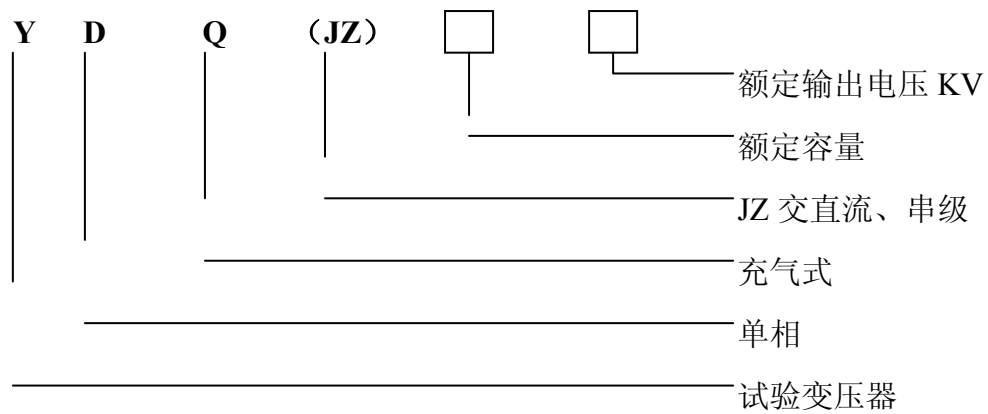 Y D Q （JZ）
额定输出电压 KV
额定容量
JZ 交直流、串级
充气式
单相
试验变压器